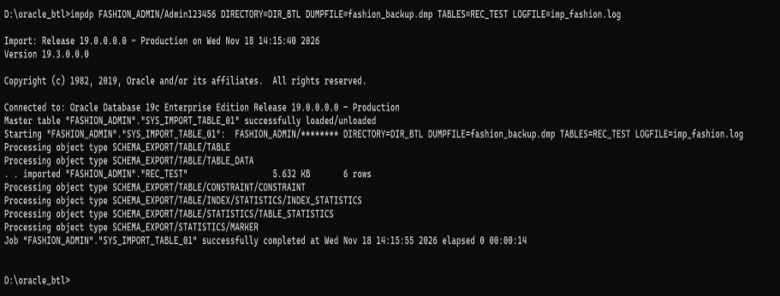 D:\oracle_btl>impdp FASHION_ADMIN/Admin123456 DIRECTORY=DIR_BTL DUMPFILE=fashion_backup.dmp TABLES=REC_TEST LOGFILE=imp_fashion.log
Import: Release 19.0.0.0.0 - Production on Wed Nov 18 14:15:40 2026
Version 19.3.0.0.0
Copyright (c) 1982, 2019, Oracle and/or its affiliates.  All rights reserved.
Connected to: Oracle Database 19c Enterprise Edition Release 19.0.0.0.0 - Production
Master table "FASHION_ADMIN"."SYS_IMPORT_TABLE_01" successfully loaded/unloaded
Starting "FASHION_ADMIN"."SYS_IMPORT_TABLE_01":  FASHION_ADMIN/******** DIRECTORY=DIR_BTL DUMPFILE=fashion_backup.dmp TABLES=REC_TEST LOGFILE=imp_fashion.log
Processing object type SCHEMA_EXPORT/TABLE/TABLE
Processing object type SCHEMA_EXPORT/TABLE/TABLE_DATA
. . imported "FASHION_ADMIN"."REC_TEST"                  5.632 KB       6 rows
Processing object type SCHEMA_EXPORT/TABLE/CONSTRAINT/CONSTRAINT
Processing object type SCHEMA_EXPORT/TABLE/INDEX/STATISTICS/INDEX_STATISTICS
Processing object type SCHEMA_EXPORT/TABLE/STATISTICS/TABLE_STATISTICS
Processing object type SCHEMA_EXPORT/STATISTICS/MARKER
Job "FASHION_ADMIN"."SYS_IMPORT_TABLE_01" successfully completed at Wed Nov 18 14:15:55 2026 elapsed 0 00:00:14
D:\oracle_btl>